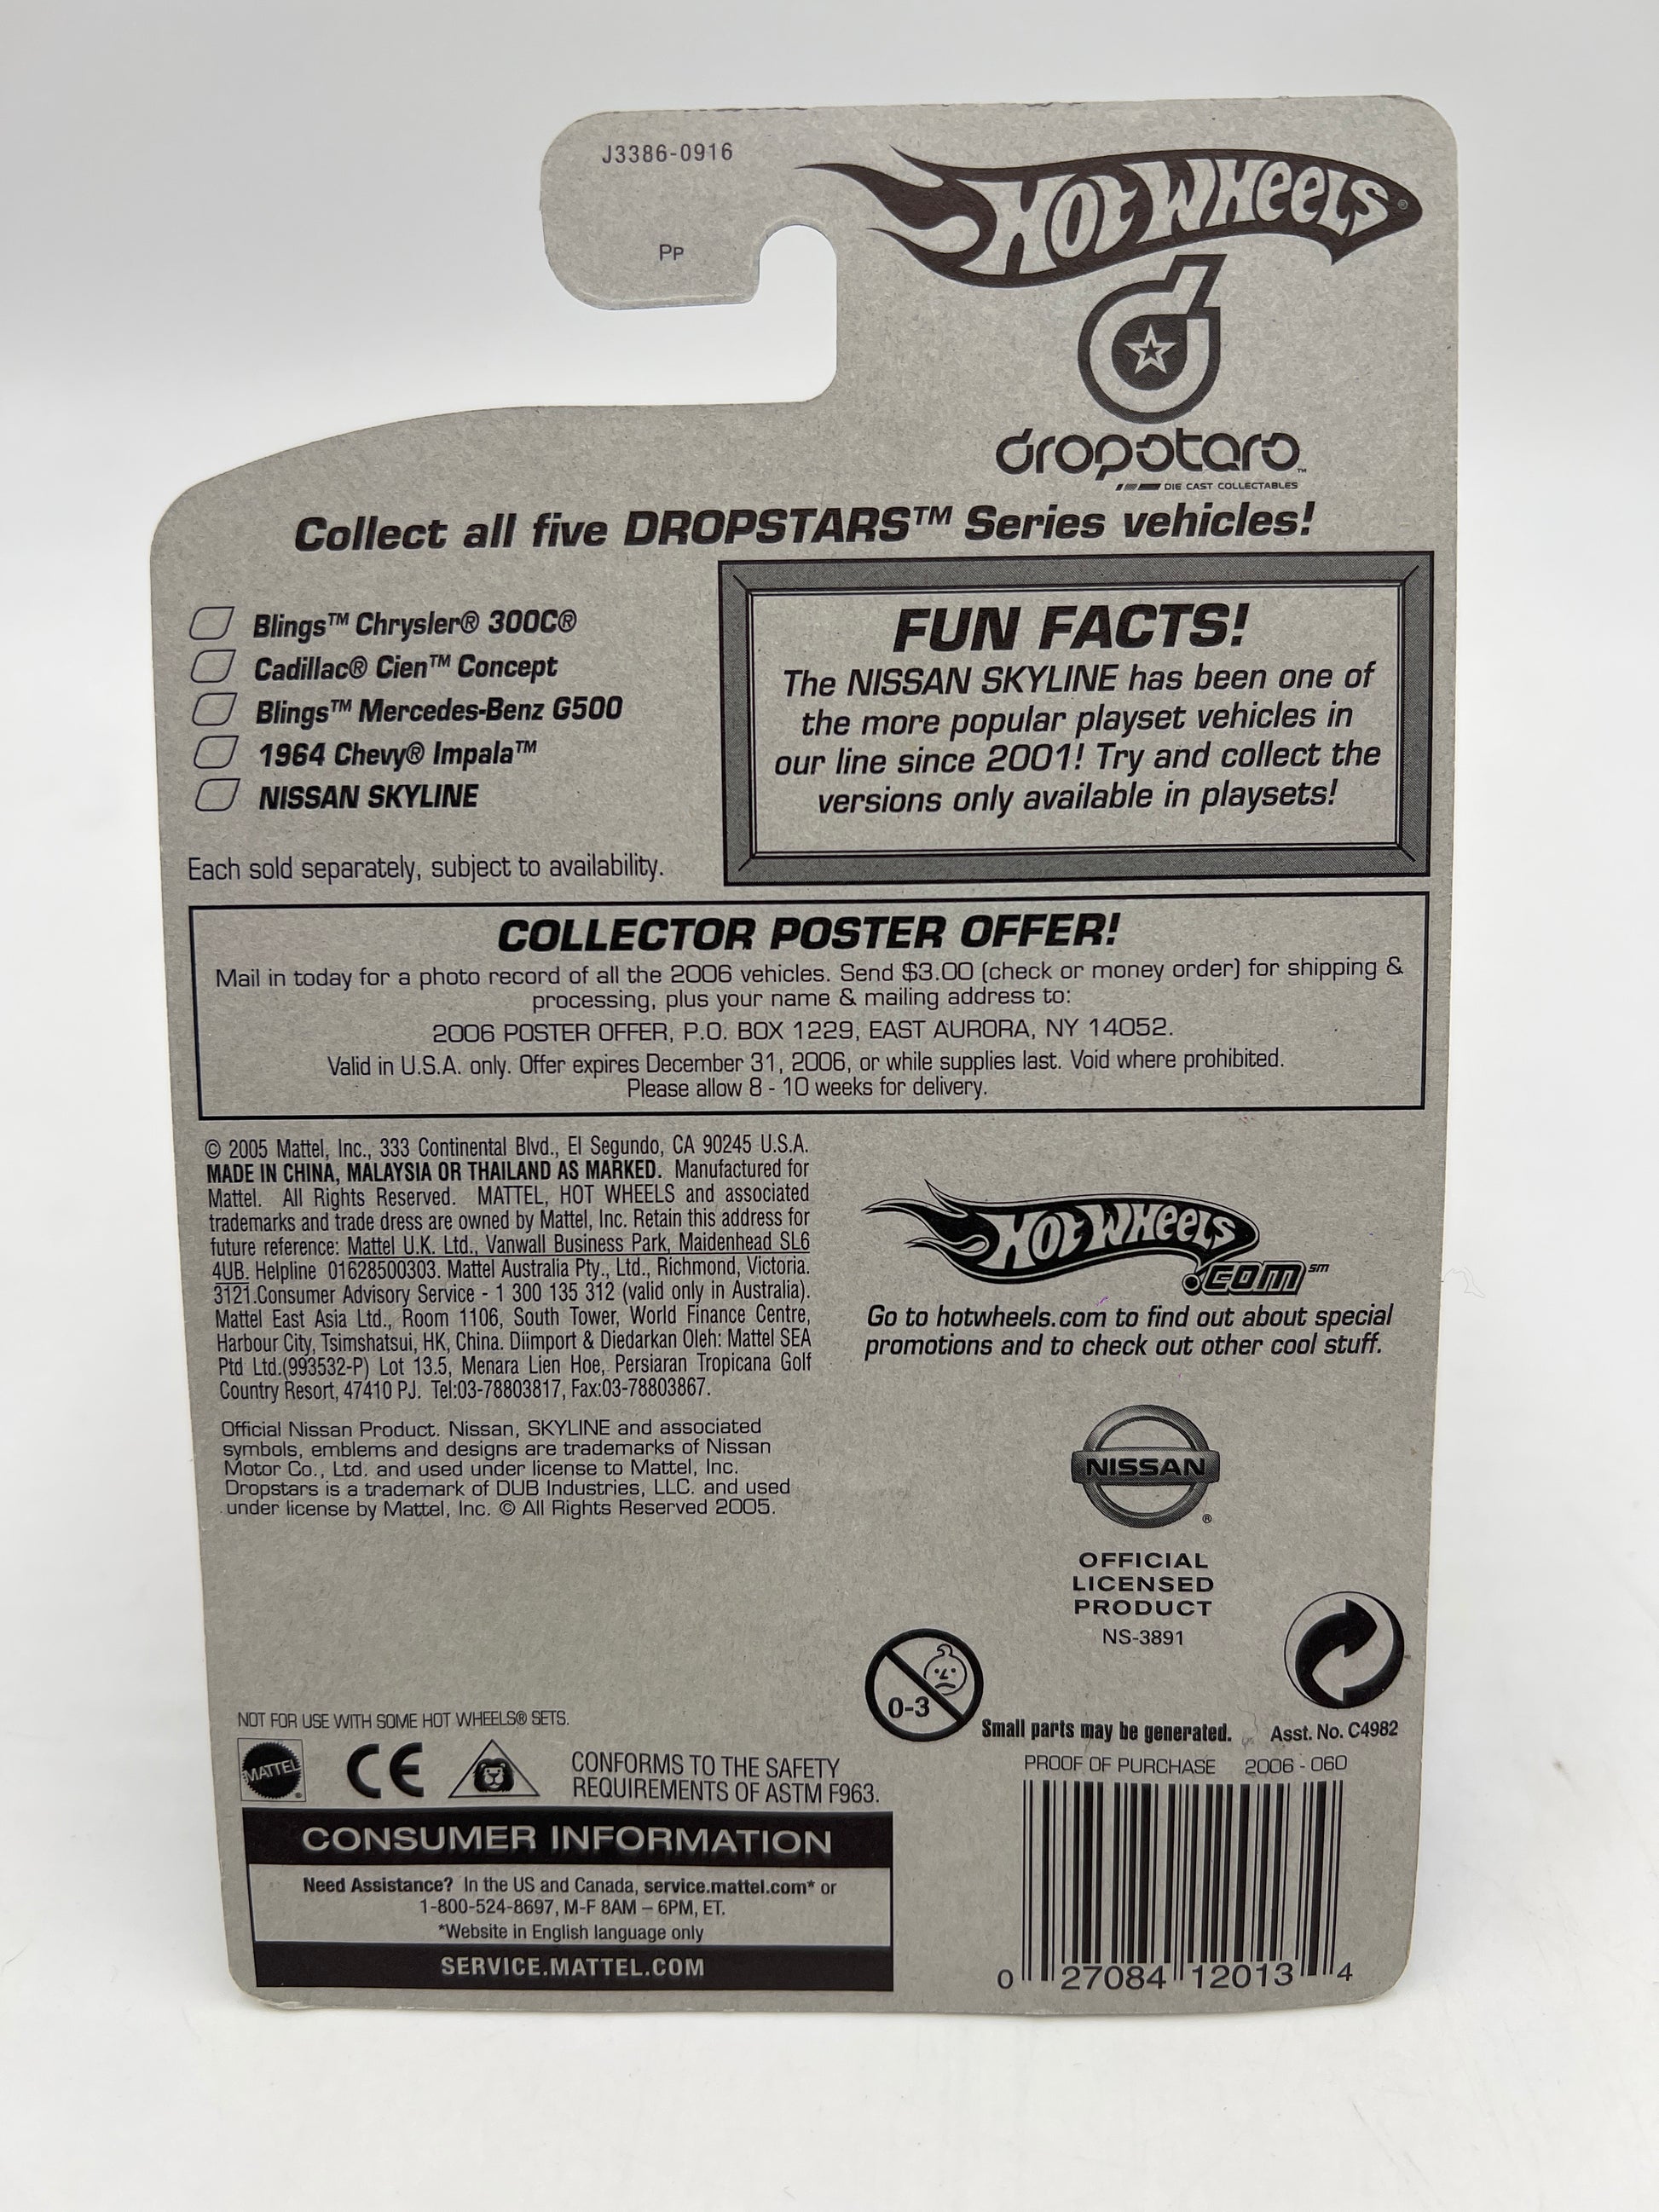 J3386-0916
PP
HOT WHEELS®
dropstars™
DIE CAST COLLECTABLES
Collect all five DROPSTARS™ Series vehicles!
Blings™ Chrysler® 300C®
Cadillac® Cien™ Concept
Blings™ Mercedes-Benz G500
1964 Chevy® Impala™
NISSAN SKYLINE
Each sold separately, subject to availability.
FUN FACTS!
The NISSAN SKYLINE has been one of
the more popular playset vehicles in
our line since 2001! Try and collect the
versions only available in playsets!
COLLECTOR POSTER OFFER!
Mail in today for a photo record of all the 2006 vehicles. Send $3.00 (check or money order) for shipping &
processing, plus your name & mailing address to:
2006 POSTER OFFER, P.O. BOX 1229, EAST AURORA, NY 14052.
Valid in U.S.A. only. Offer expires December 31, 2006, or while supplies last. Void where prohibited.
Please allow 8 - 10 weeks for delivery.
© 2005 Mattel, Inc., 333 Continental Blvd., El Segundo, CA 90245 U.S.A.
MADE IN CHINA, MALAYSIA OR THAILAND AS MARKED. Manufactured for
Mattel. All Rights Reserved. MATTEL, HOT WHEELS and associated
trademarks and trade dress are owned by Mattel, Inc. Retain this address for
future reference: Mattel U.K. Ltd., Vanwall Business Park, Maidenhead SL6
4UB. Helpline 01628500303. Mattel Australia Pty., Ltd., Richmond, Victoria.
3121.Consumer Advisory Service - 1 300 135 312 (valid only in Australia).
Mattel East Asia Ltd., Room 1106, South Tower, World Finance Centre,
Harbour City, Tsimshatsui, HK, China. Diimport & Diedarkan Oleh: Mattel SEA
Ptd Ltd.(993532-P) Lot 13.5, Menara Lien Hoe, Persiaran Tropicana Golf
Country Resort, 47410 PJ. Tel:03-78803817, Fax:03-78803867.
Official Nissan Product. Nissan, SKYLINE and associated
symbols, emblems and designs are trademarks of Nissan
Motor Co., Ltd. and used under license to Mattel, Inc.
Dropstars is a trademark of DUB Industries, LLC. and used
under license by Mattel, Inc. © All Rights Reserved 2005.
HOT WHEELS
.COM℠
Go to hotwheels.com to find out about special
promotions and to check out other cool stuff.
NISSAN®
OFFICIAL
LICENSED
PRODUCT
NS-3891
0-3
Small parts may be generated.
Asst. No. C4982
NOT FOR USE WITH SOME HOT WHEELS® SETS.
MATTEL®
CE
CONFORMS TO THE SAFETY
REQUIREMENTS OF ASTM F963.
CONSUMER INFORMATION
Need Assistance? In the US and Canada, service.mattel.com* or
1-800-524-8697, M-F 8AM – 6PM, ET.
*Website in English language only
SERVICE.MATTEL.COM
PROOF OF PURCHASE 2006 - 060
0 27084 12013 4